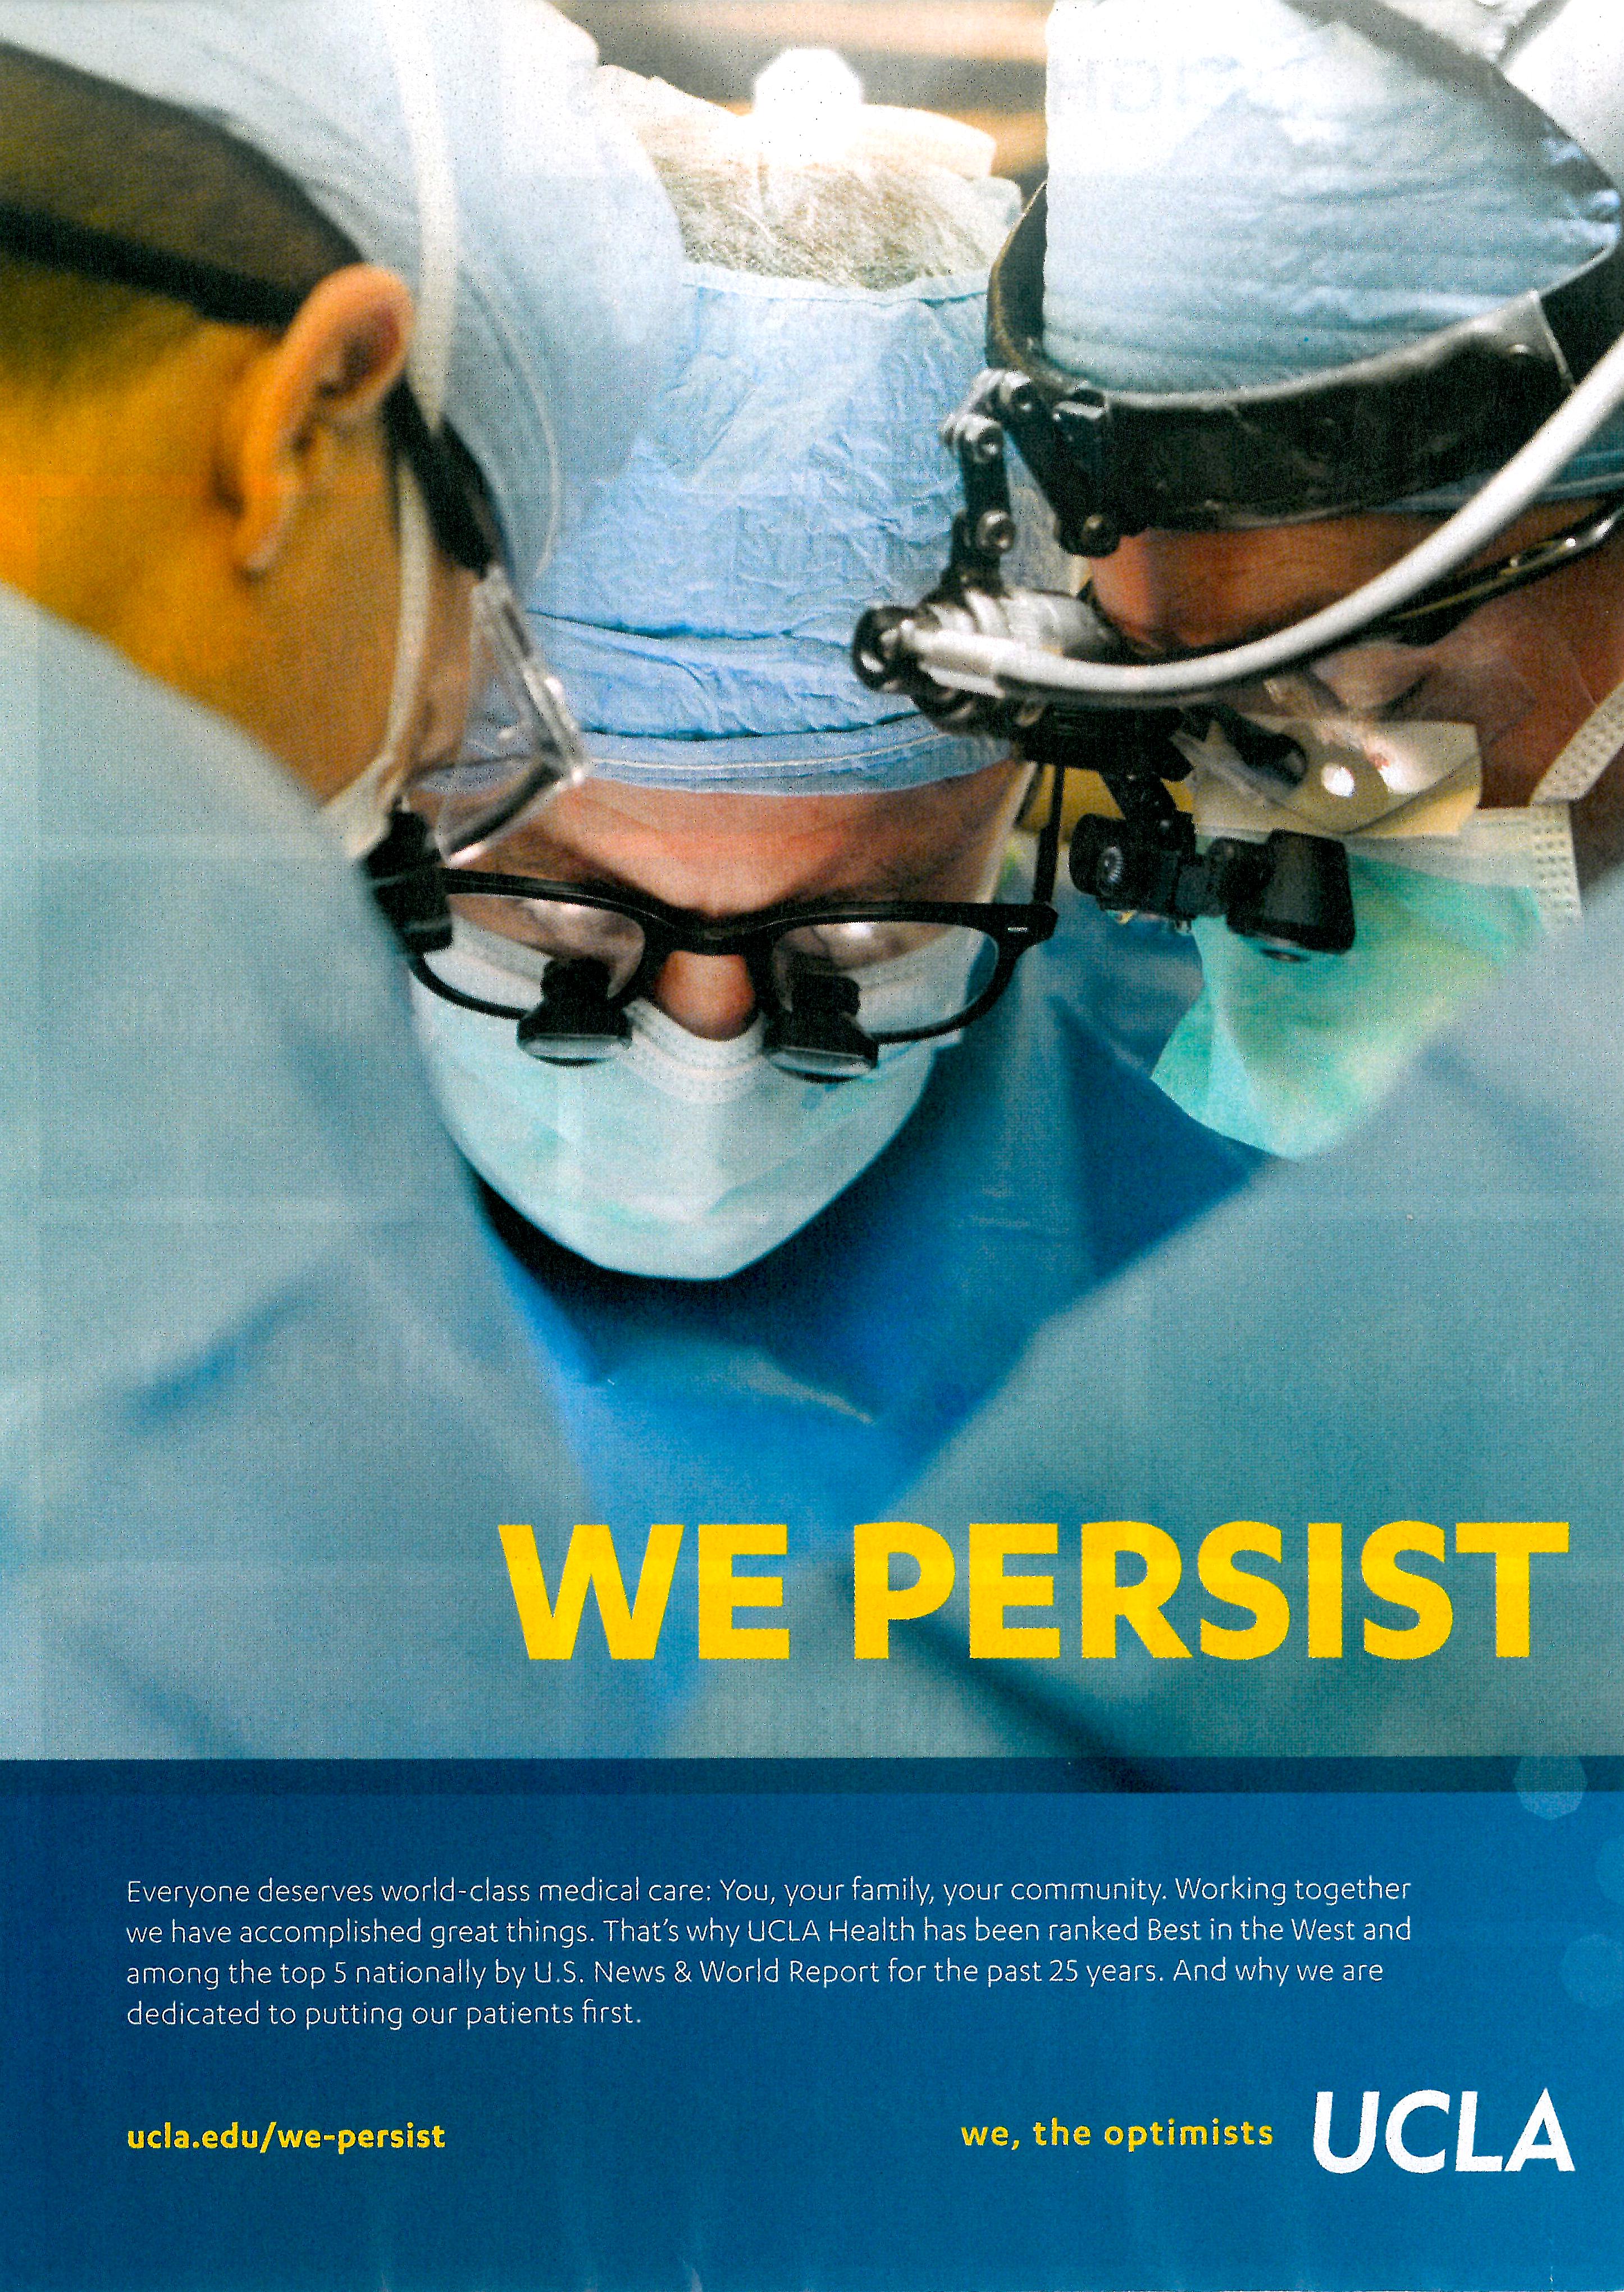 WE PERSIST
Everyone deserves world-class medical care: You, your family, your community. Working together
we have accomplished great things. That's why UCLA Health has been ranked Best in the West and
among the top 5 nationally by U.S. News & World Report for the past 25 years. And why we are
dedicated to putting our patients first.
ucla.edu/we-persist
we, the optimists UCLA